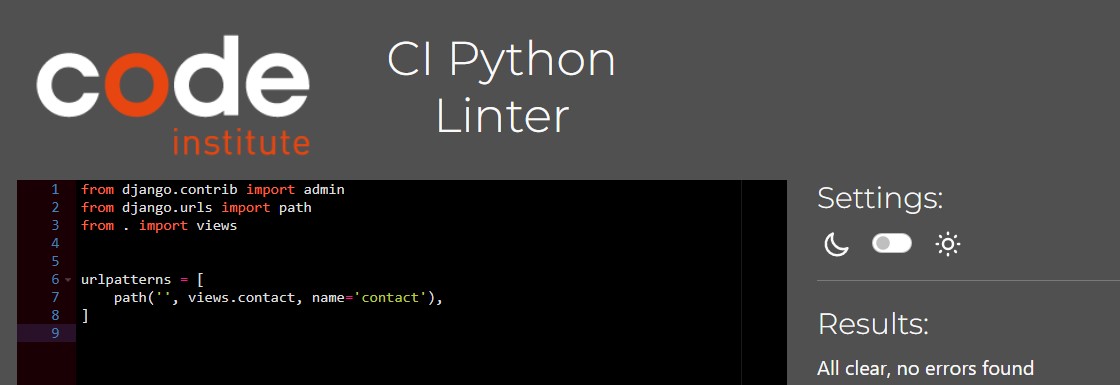 code
institute
CI Python
Linter
1 from django.contrib import admin
2 from django.urls import path
3 from . import views
4
5
6 urlpatterns = [
7     path('', views.contact, name='contact'),
8 ]
9
Settings:
Results:
All clear, no errors found